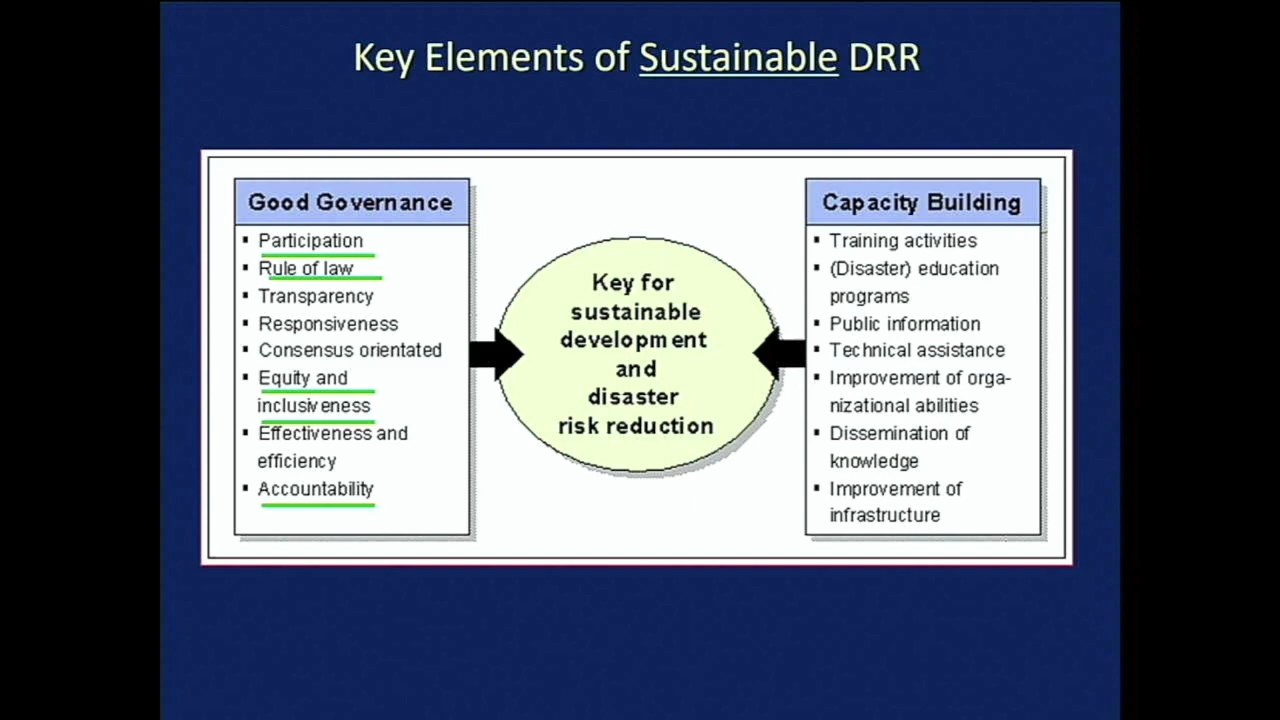 Key Elements of Sustainable DRR
Good Governance
▪ Participation
▪ Rule of law
▪ Transparency
▪ Responsiveness
▪ Consensus orientated
▪ Equity and
inclusiveness
▪ Effectiveness and
efficiency
▪ Accountability
Key for
sustainable
development
and
disaster
risk reduction
Capacity Building
▪ Training activities
▪ (Disaster) education
programs
▪ Public information
▪ Technical assistance
▪ Improvement of orga-
nizational abilities
▪ Dissemination of
knowledge
▪ Improvement of
infrastructure